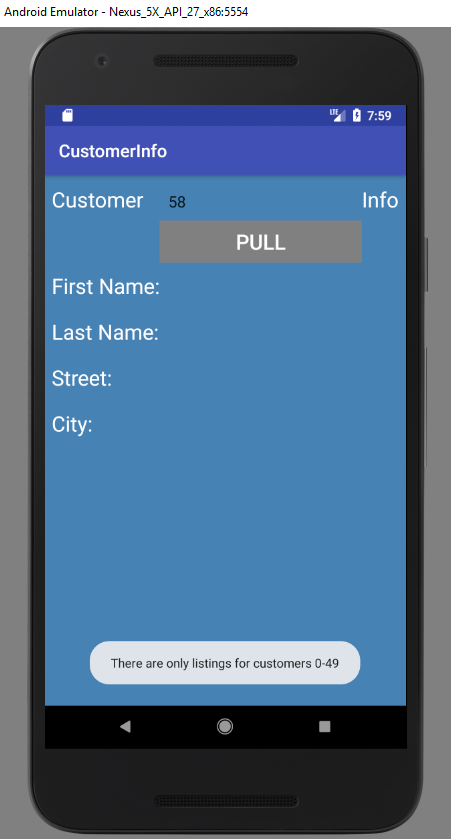 Android Emulator - Nexus_5X_API_27_x86:5554
LTE 7:59
CustomerInfo
Customer 58 Info
PULL
First Name:
Last Name:
Street:
City:
There are only listings for customers 0-49